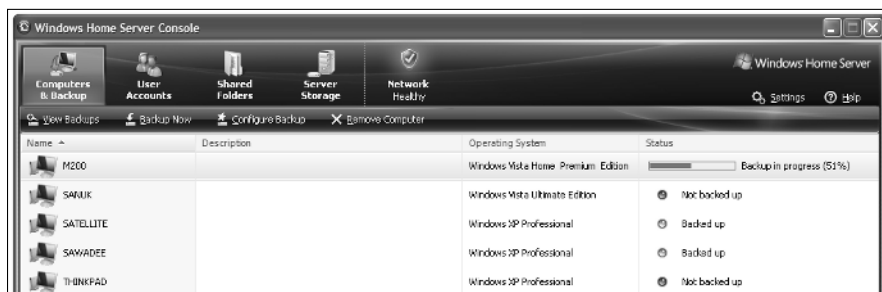 Windows Home Server Console
Computers & Backup
User Accounts
Shared Folders
Server Storage
Network Healthy
Windows Home Server
Settings
Help
View Backups
Backup Now
Configure Backup
Remove Computer
Name Description Operating System Status
M200 Windows Vista Home Premium Edition Backup in progress (51%)
SANUK Windows Vista Ultimate Edition Not backed up
SATELLITE Windows XP Professional Backed up
SAWADEE Windows XP Professional Backed up
THINKPAD Windows XP Professional Not backed up